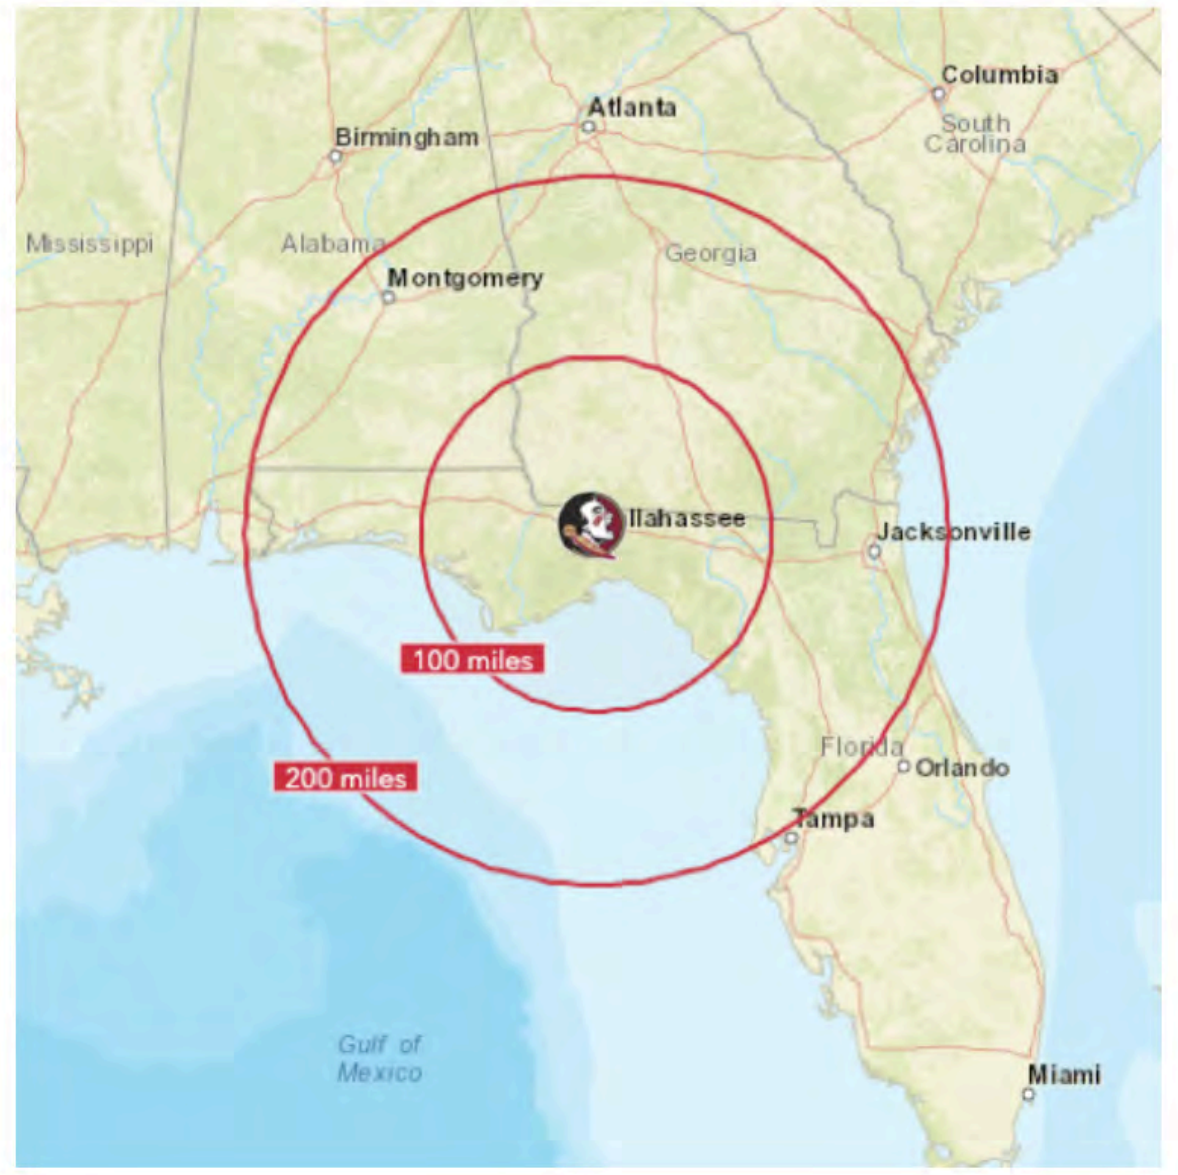 Columbia
Atlanta
South
Carolina
Birmingham
Mississippi
Alabama
Georgia
Montgomery
llahassee
Jacksonville
100 miles
Florida
Orlando
200 miles
Tampa
Gulf of
Mexico
Miami